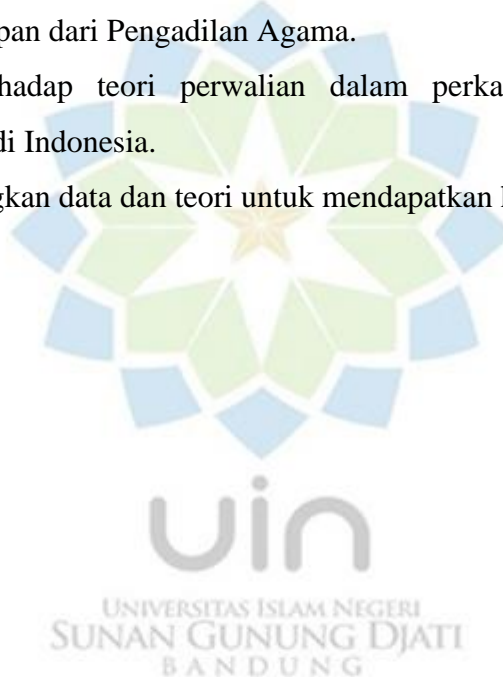 pan dari Pengadilan Agama.
hadap teori perwalian dalam perka
di Indonesia.
gkan data dan teori untuk mendapatkan
uin
UNIVERSITAS ISLAM NEGERI
SUNAN GUNUNG DJATI
BANDUNG